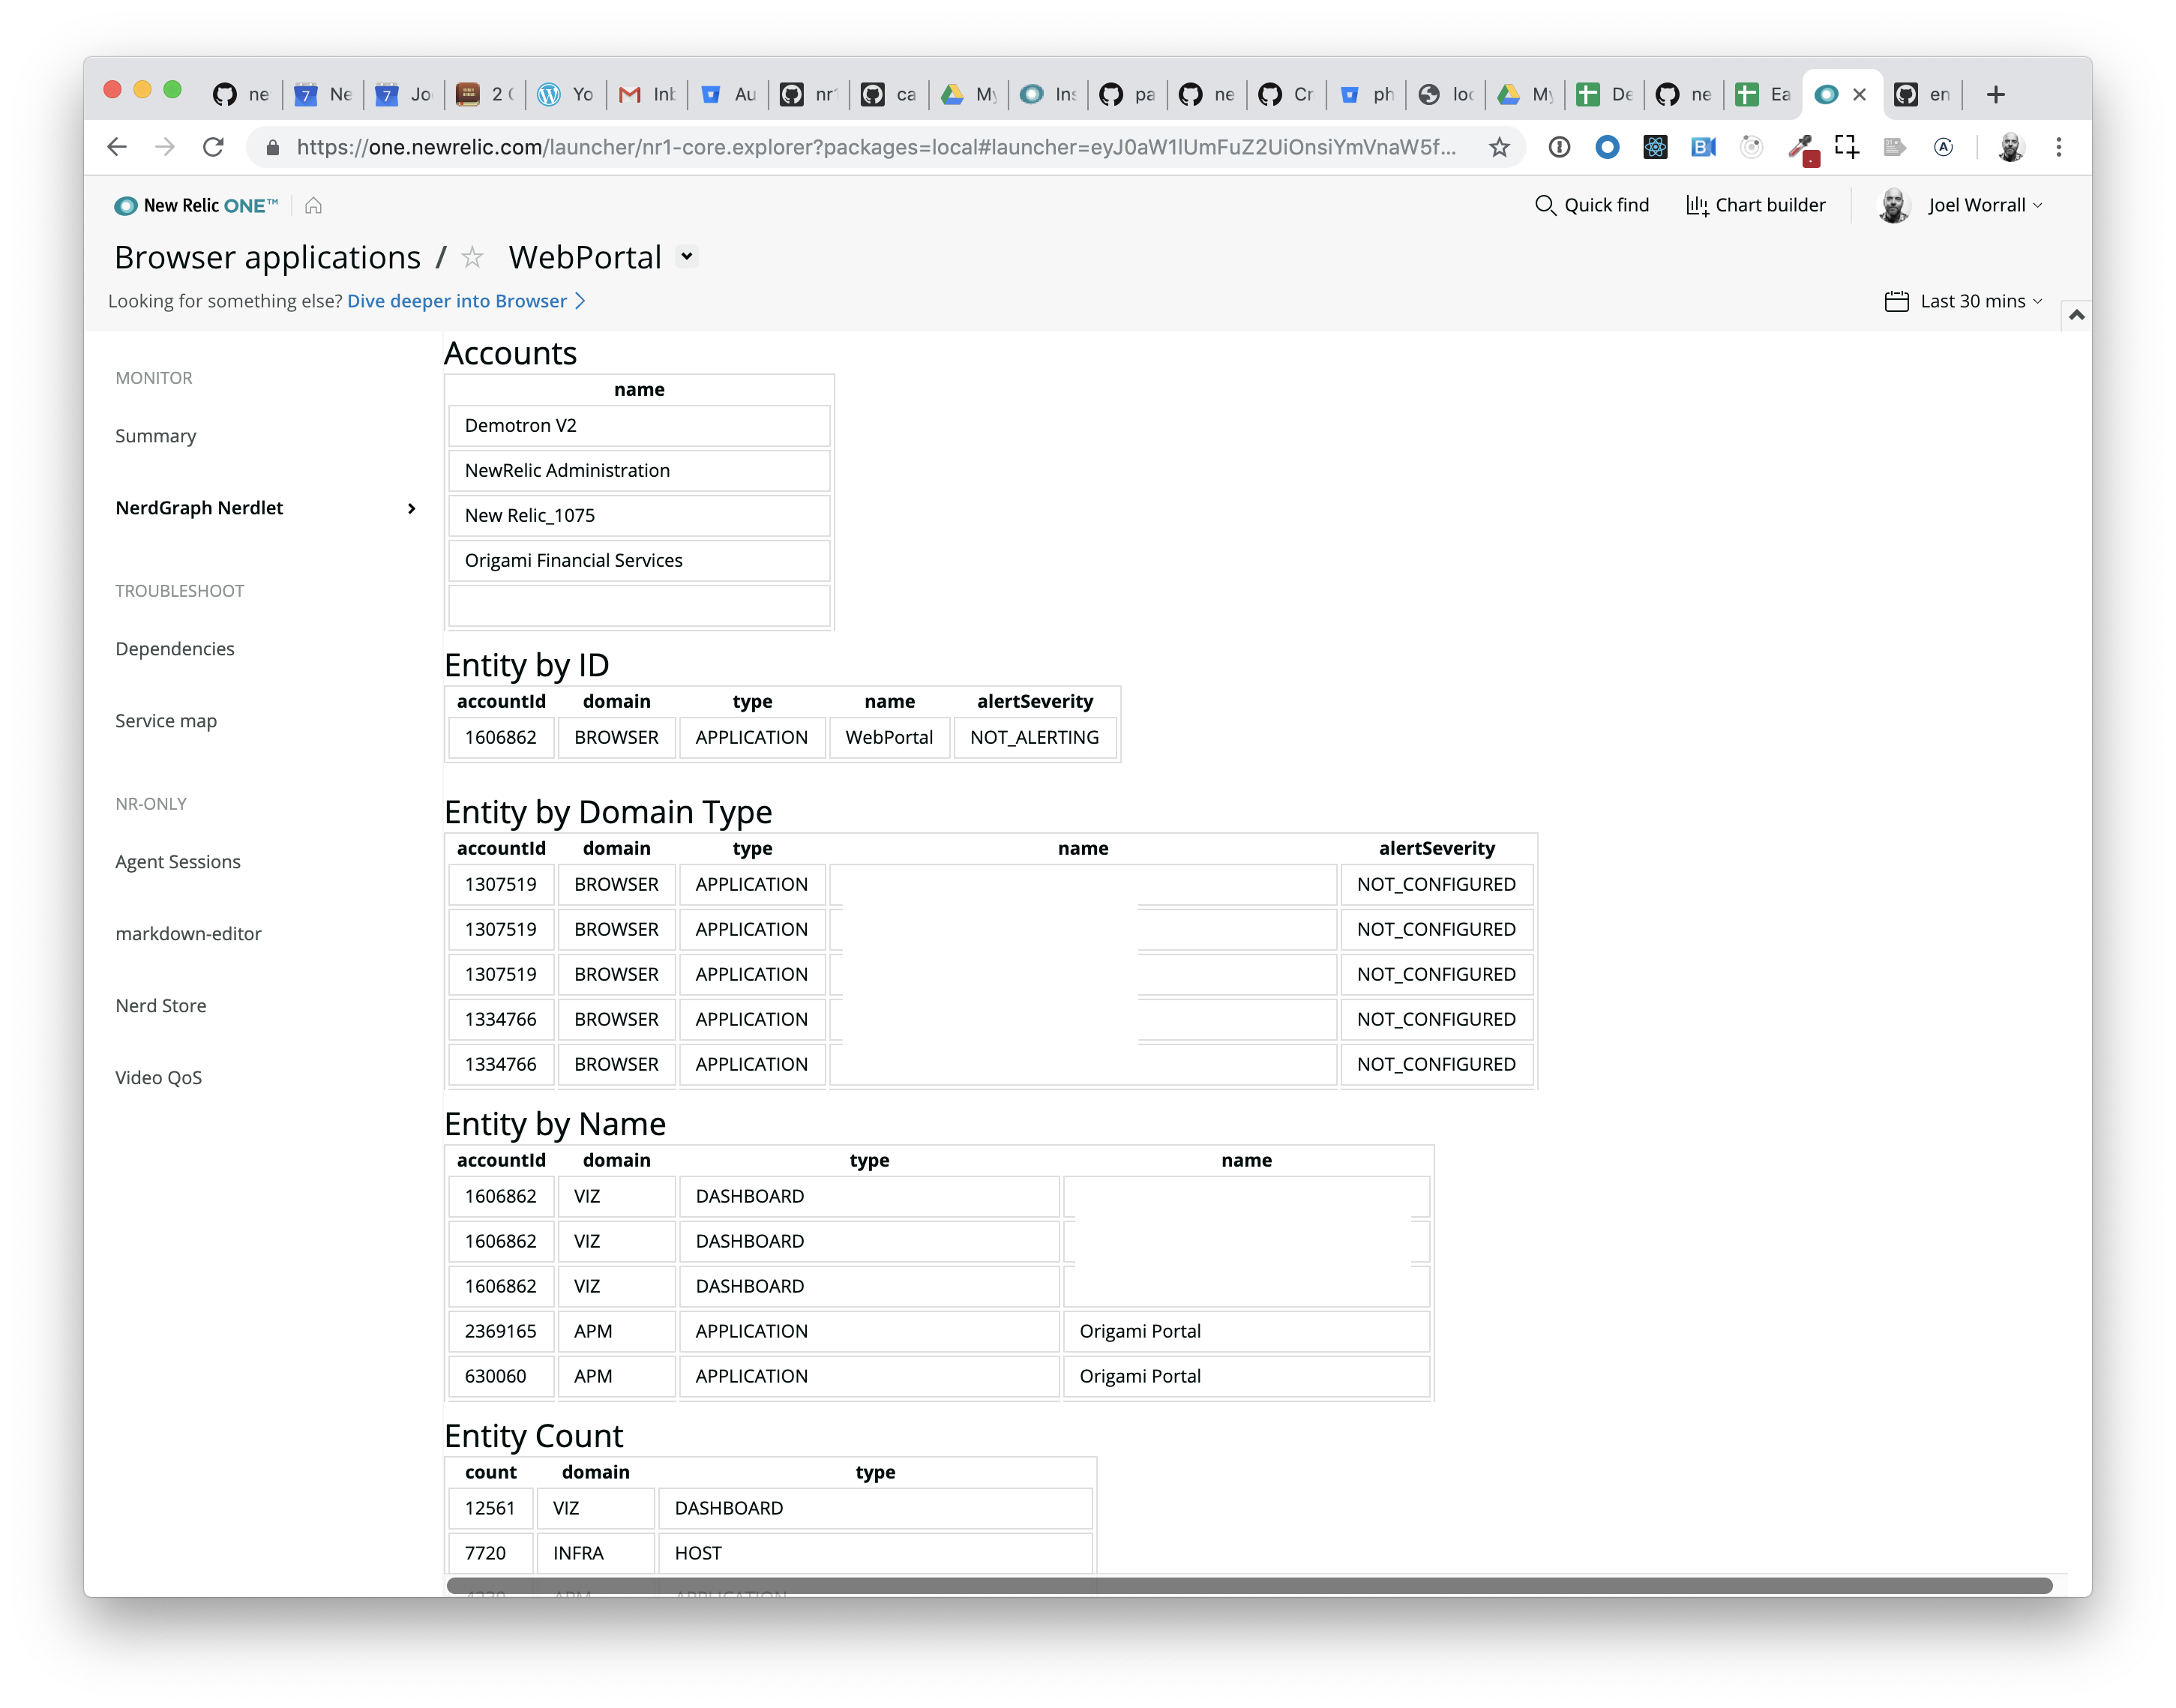 ne Ne Jo 2 Yo Inb Au nr ca My Ins pa ne Cr ph loc My De ne Ea en
https://one.newrelic.com/launcher/nr1-core.explorer?packages=local#launcher=eyJ0aW1lUmFuZ2UiOnsiYmVnaW5f...
New Relic ONE™ Quick find Chart builder Joel Worrall
Browser applications / WebPortal
Looking for something else? Dive deeper into Browser Last 30 mins
MONITOR
Summary
NerdGraph Nerdlet
TROUBLESHOOT
Dependencies
Service map
NR-ONLY
Agent Sessions
markdown-editor
Nerd Store
Video QoS
Accounts
name
Demotron V2
NewRelic Administration
New Relic_1075
Origami Financial Services
Entity by ID
accountId domain type name alertSeverity
1606862 BROWSER APPLICATION WebPortal NOT_ALERTING
Entity by Domain Type
accountId domain type name alertSeverity
1307519 BROWSER APPLICATION NOT_CONFIGURED
1307519 BROWSER APPLICATION NOT_CONFIGURED
1307519 BROWSER APPLICATION NOT_CONFIGURED
1334766 BROWSER APPLICATION NOT_CONFIGURED
1334766 BROWSER APPLICATION NOT_CONFIGURED
Entity by Name
accountId domain type name
1606862 VIZ DASHBOARD
1606862 VIZ DASHBOARD
1606862 VIZ DASHBOARD
2369165 APM APPLICATION Origami Portal
630060 APM APPLICATION Origami Portal
Entity Count
count domain type
12561 VIZ DASHBOARD
7720 INFRA HOST